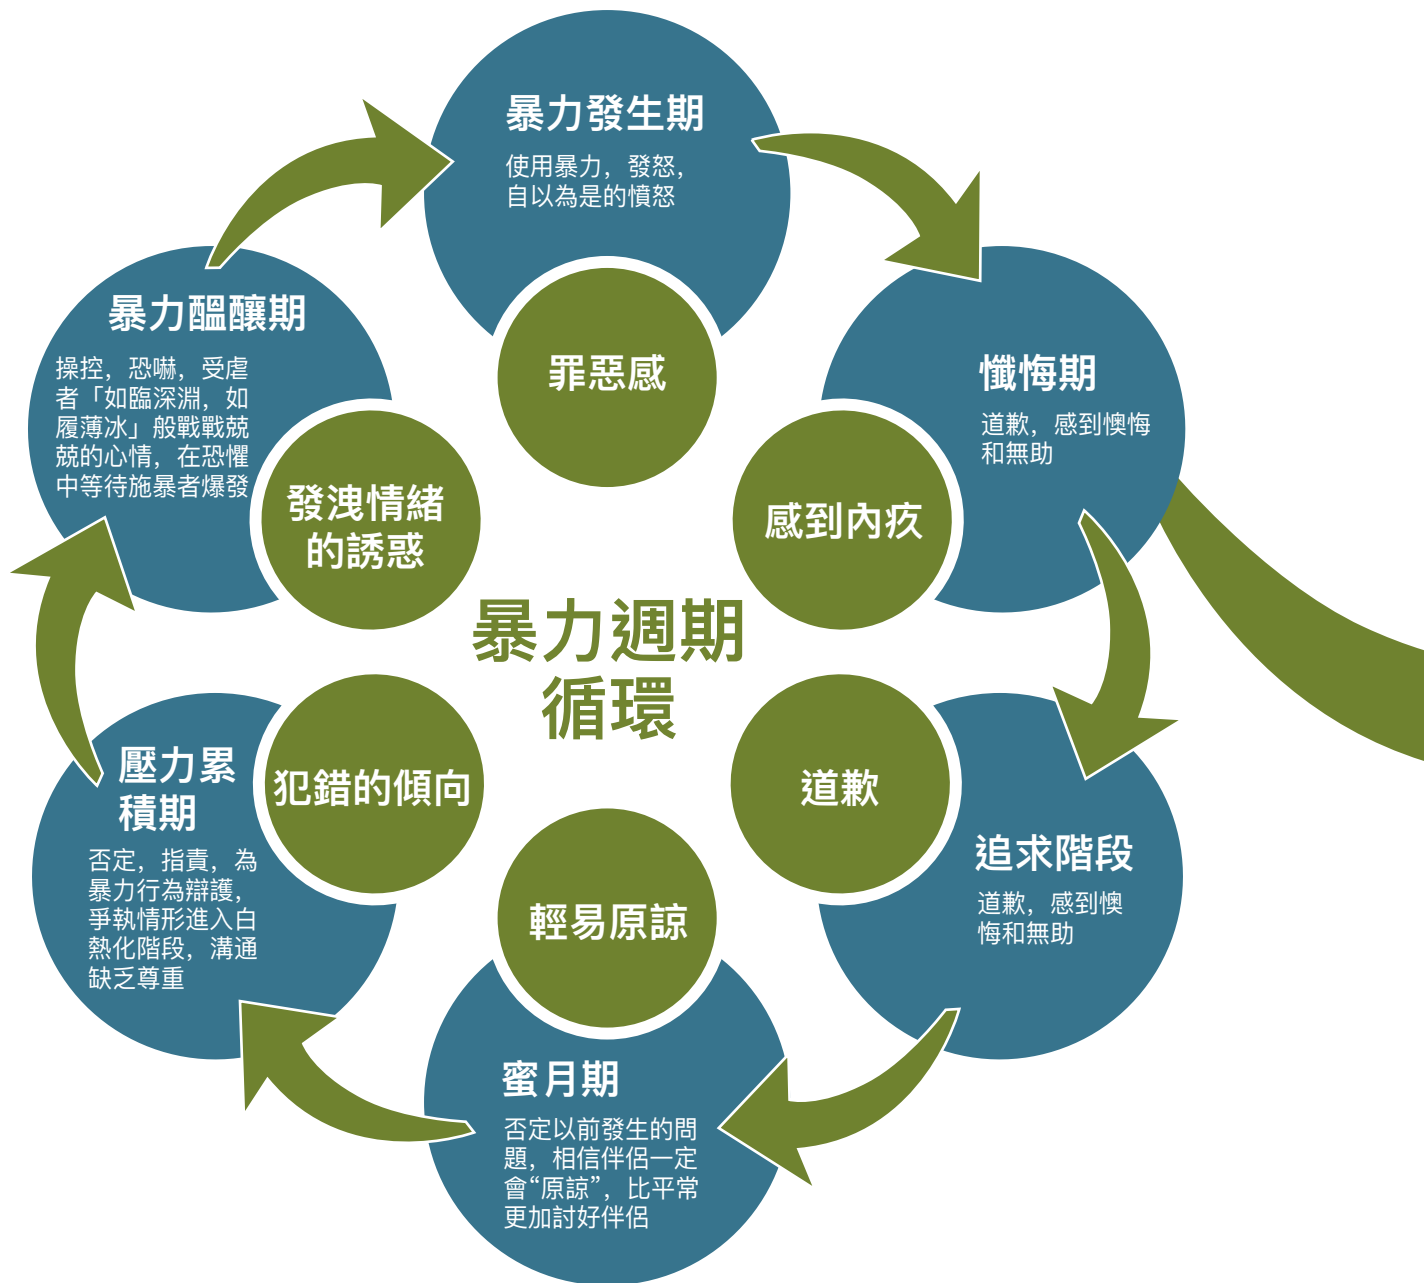 暴力發生期
使用暴力，發怒，
自以為是的憤怒
罪惡感
懺悔期
道歉，感到懊悔
和無助
感到內疚
追求階段
道歉，感到懊
悔和無助
道歉
蜜月期
否定以前發生的問
題，相信伴侶一定
會“原諒”，比平常
更加討好伴侶
輕易原諒
壓力累
積期
否定，指責，為
暴力行為辯護，
爭執情形進入白
熱化階段，溝通
缺乏尊重
犯錯的傾向
暴力醞釀期
操控，恐嚇，受虐
者「如臨深淵，如
履薄冰」般戰戰兢
兢的心情，在恐懼
中等待施暴者爆發
發洩情緒
的誘惑
暴力週期
循環